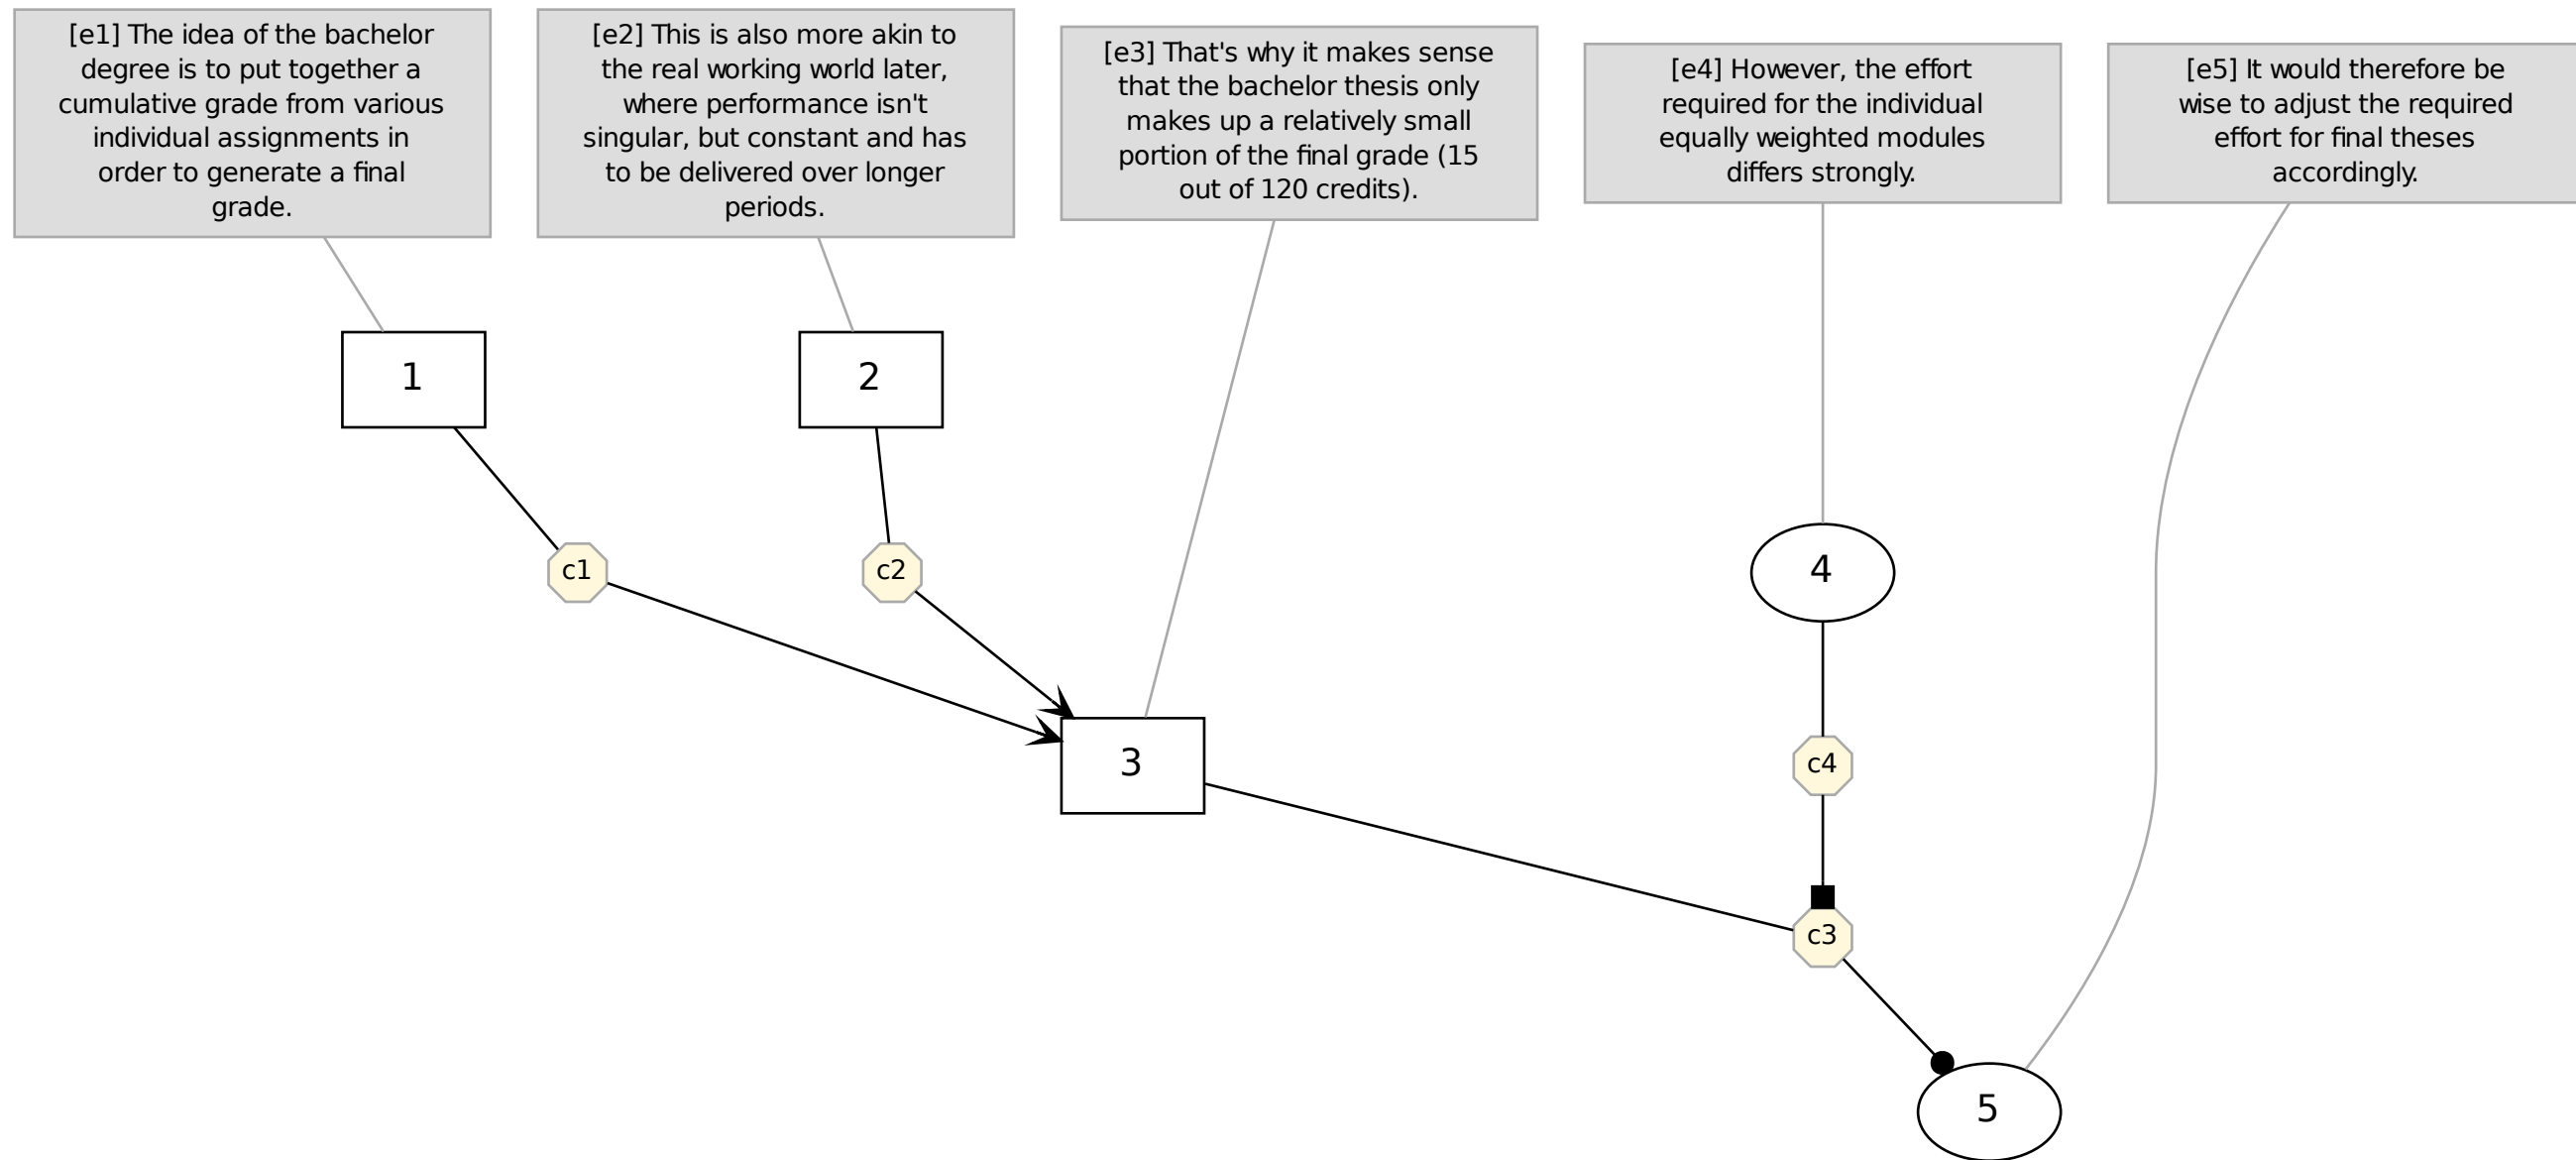 [e1] The idea of the bachelor
degree is to put together a
cumulative grade from various
individual assignments in
order to generate a final
grade.
[e2] This is also more akin to
the real working world later,
where performance isn't
singular, but constant and has
to be delivered over longer
periods.
[e3] That's why it makes sense
that the bachelor thesis only
makes up a relatively small
portion of the final grade (15
out of 120 credits).
[e4] However, the effort
required for the individual
equally weighted modules
differs strongly.
[e5] It would therefore be
wise to adjust the required
effort for final theses
accordingly.
1
2
c1
c2
4
3
c4
c3
5